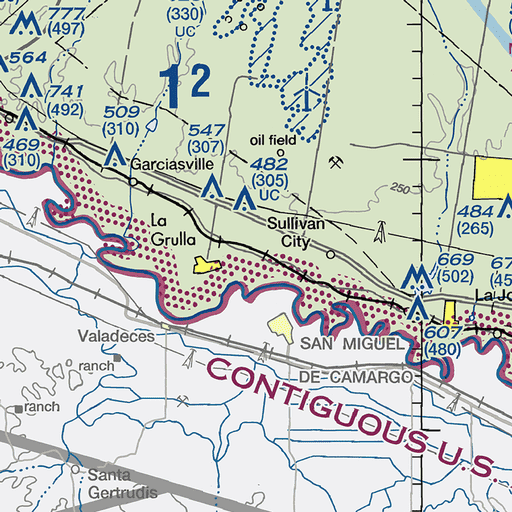 (330)
UC
777
(497)
564
741
(492)
12
509
(310)
547
(307)
469
(310)
oil field
482
(305)
UC
Garciasville
250
484
(265)
La
Grulla
Sullivan
City
669
(502)
67
(45
La Jo
607
(480)
Valadeces
SAN MIGUEL
DE-CAMARGO
ranch
CONTIGUOUS U.S.
ranch
Santa
Gertrudis